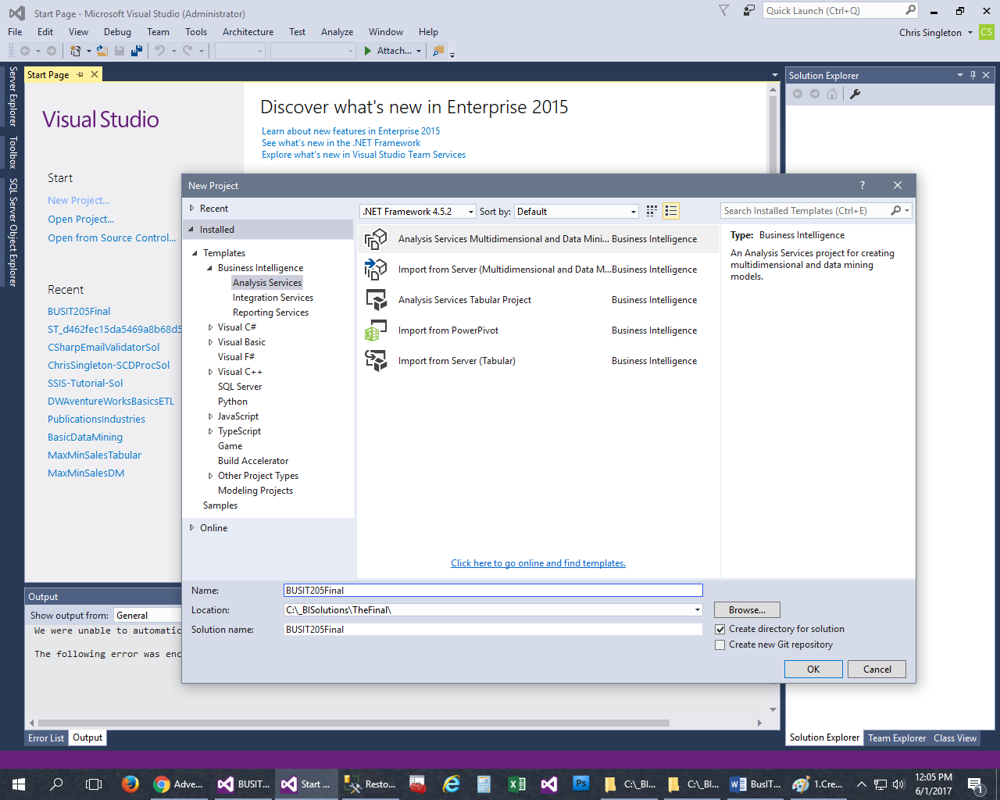 Start Page - Microsoft Visual Studio (Administrator)
Quick Launch (Ctrl+Q)
File Edit View Debug Team Tools Architecture Test Analyze Window Help
Chris Singleton
CS
Attach...
Server Explorer
Toolbox
SQL Server Object Explorer
Start Page
Solution Explorer
Visual Studio
Discover what's new in Enterprise 2015
Learn about new features in Enterprise 2015
See what's new in the .NET Framework
Explore what's new in Visual Studio Team Services
Start
New Project...
Open Project...
Open from Source Control...
Recent
BUSIT205Final
ST_d462fec15da5469a8b68d5
CSharpEmailValidatorSol
ChrisSingleton-SCDProcSol
SSIS-Tutorial-Sol
DWAventureWorksBasicsETL
PublicationsIndustries
BasicDataMining
MaxMinSalesTabular
MaxMinSalesDM
New Project
?
Recent
Installed
Templates
Business Intelligence
Analysis Services
Integration Services
Reporting Services
Visual C#
Visual Basic
Visual F#
Visual C++
SQL Server
Python
JavaScript
TypeScript
Game
Build Accelerator
Other Project Types
Modeling Projects
Samples
Online
.NET Framework 4.5.2 Sort by: Default
Search Installed Templates (Ctrl+E)
Analysis Services Multidimensional and Data Mini... Business Intelligence
Import from Server (Multidimensional and Data M... Business Intelligence
Analysis Services Tabular Project Business Intelligence
Import from PowerPivot Business Intelligence
Import from Server (Tabular) Business Intelligence
Type: Business Intelligence
An Analysis Services project for creating
multidimensional and data mining
models.
Click here to go online and find templates.
Name: BUSIT205Final
Location: C:\_BISolutions\TheFinal\
Browse...
Solution name: BUSIT205Final
Create directory for solution
Create new Git repository
OK Cancel
Output
Show output from: General
We were unable to automatic
The following error was enc
Error List Output
Solution Explorer Team Explorer Class View
Adve... BUSIT... Start ... Resto... C:\_BI... C:\_BI... BusIT... 1.Cre...
12:05 PM
6/1/2017
1